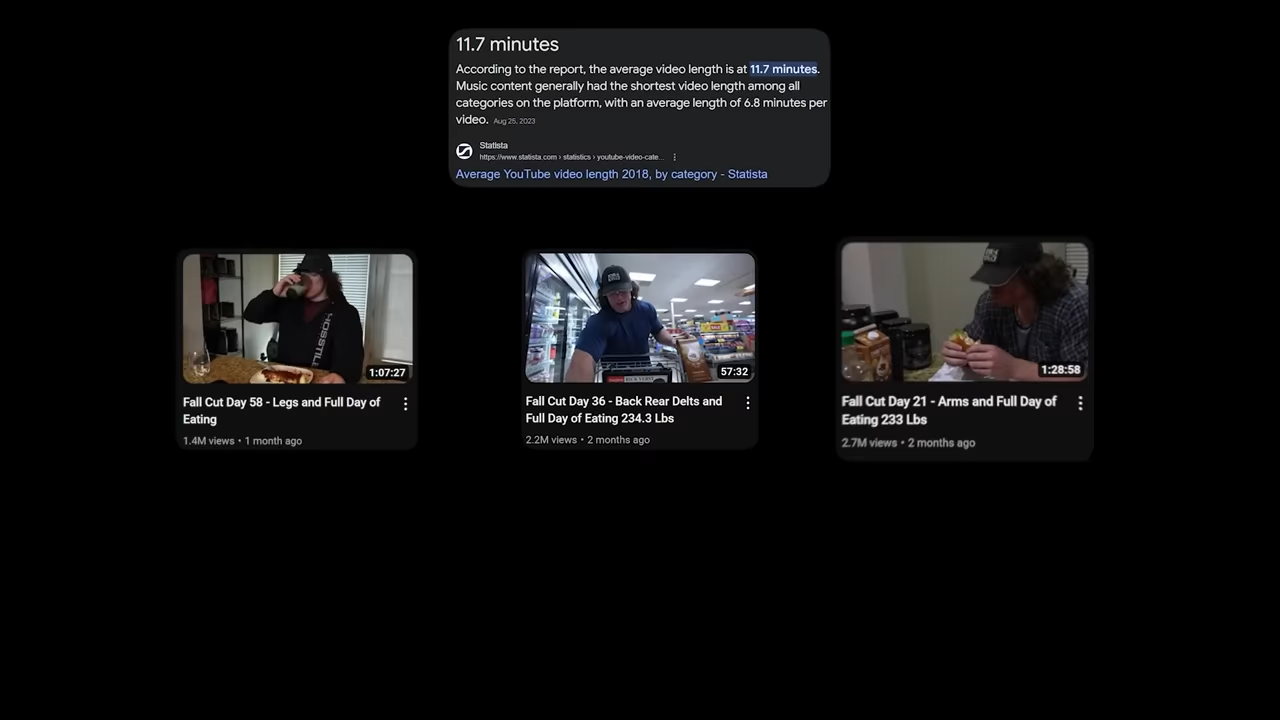 11.7 minutes
According to the report, the average video length is at 11.7 minutes.
Music content generally had the shortest video length among all
categories on the platform, with an average length of 6.8 minutes per
video. Aug 25, 2023
Statista
https://www.statista.com › statistics › youtube-video-cate...
Average YouTube video length 2018, by category - Statista
HOSTILE
1:07:27
Fall Cut Day 58 - Legs and Full Day of
Eating
1.4M views • 1 month ago
57:32
Fall Cut Day 36 - Back Rear Delts and
Full Day of Eating 234.3 Lbs
2.2M views • 2 months ago
1:28:58
Fall Cut Day 21 - Arms and Full Day of
Eating 233 Lbs
2.7M views • 2 months ago